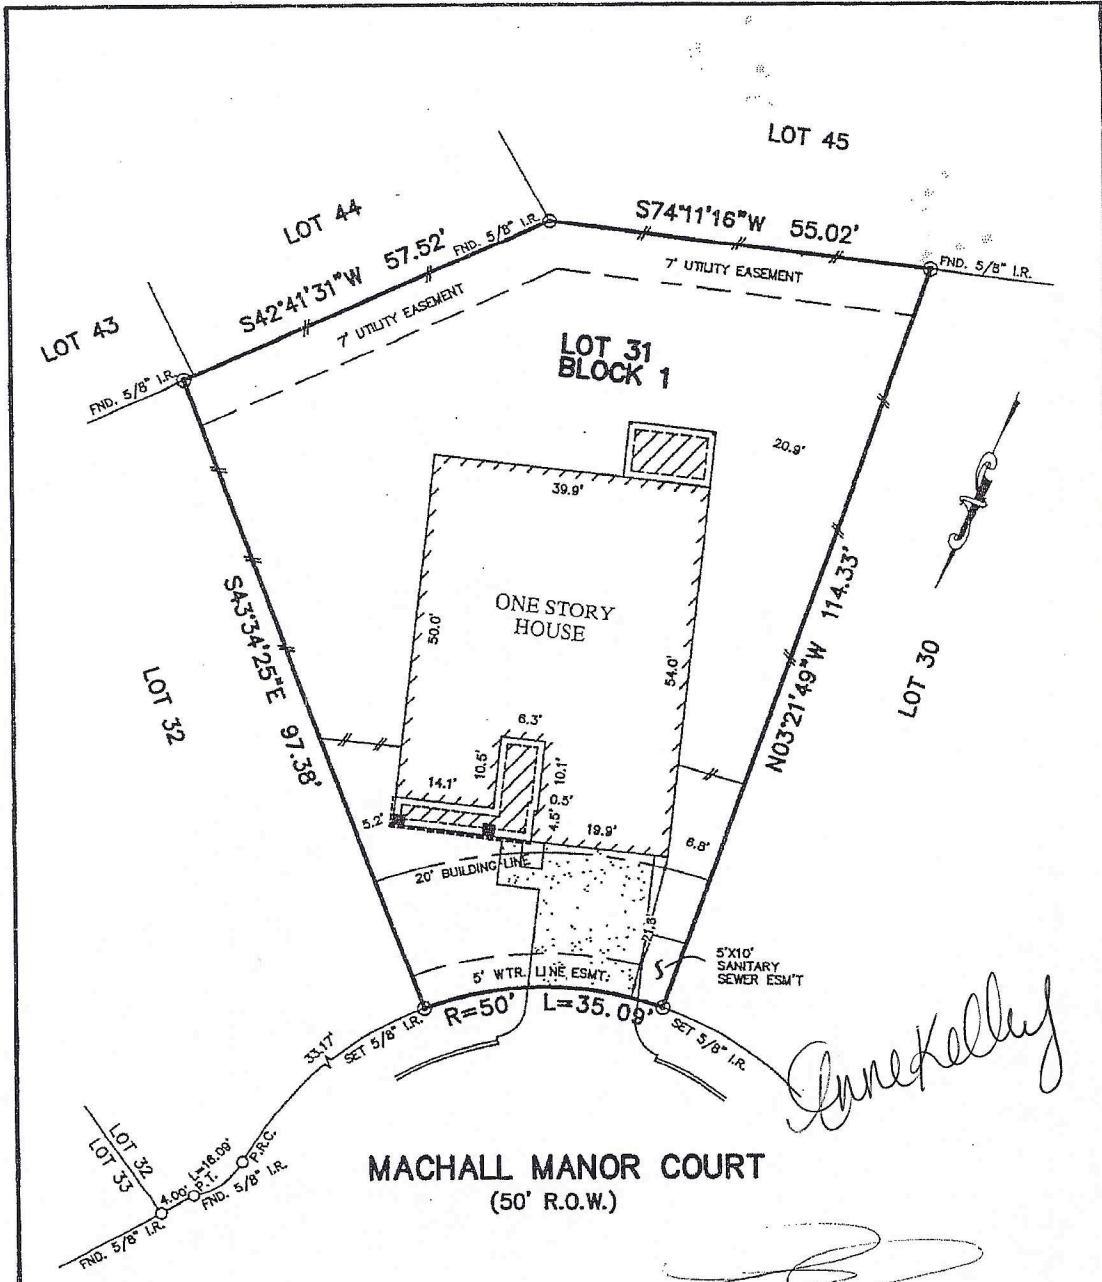 LOT 45
LOT 44
S74°11'16"W 55.02'
FND. 5/8" I.R.
S42°41'31"W 57.52'
FND. 5/8" I.R.
7' UTILITY EASEMENT
7' UTILITY EASEMENT
LOT 43
FND. 5/8" I.R.
LOT 31
BLOCK 1
20.9'
39.9'
ONE STORY
HOUSE
50.0'
54.0'
S43°34'25"E 97.38'
N03°21'49"W 114.33'
LOT 30
LOT 32
6.3'
10.5'
10.1'
14.1'
0.5'
4.5'
5.2'
19.9'
6.8'
20' BUILDING LINE
21.8'
5'X10'
SANITARY
SEWER ESM'T
5' WTR. LINE ESMT.
R=50' L=35.09'
SET 5/8" I.R.
SET 5/8" I.R.
33.17'
Anne Kelley
LOT 32
LOT 33
L=16.09'
4.00'
P.T.
P.R.C.
FND. 5/8" I.R.
FND. 5/8" I.R.
MACHALL MANOR COURT
(50' R.O.W.)